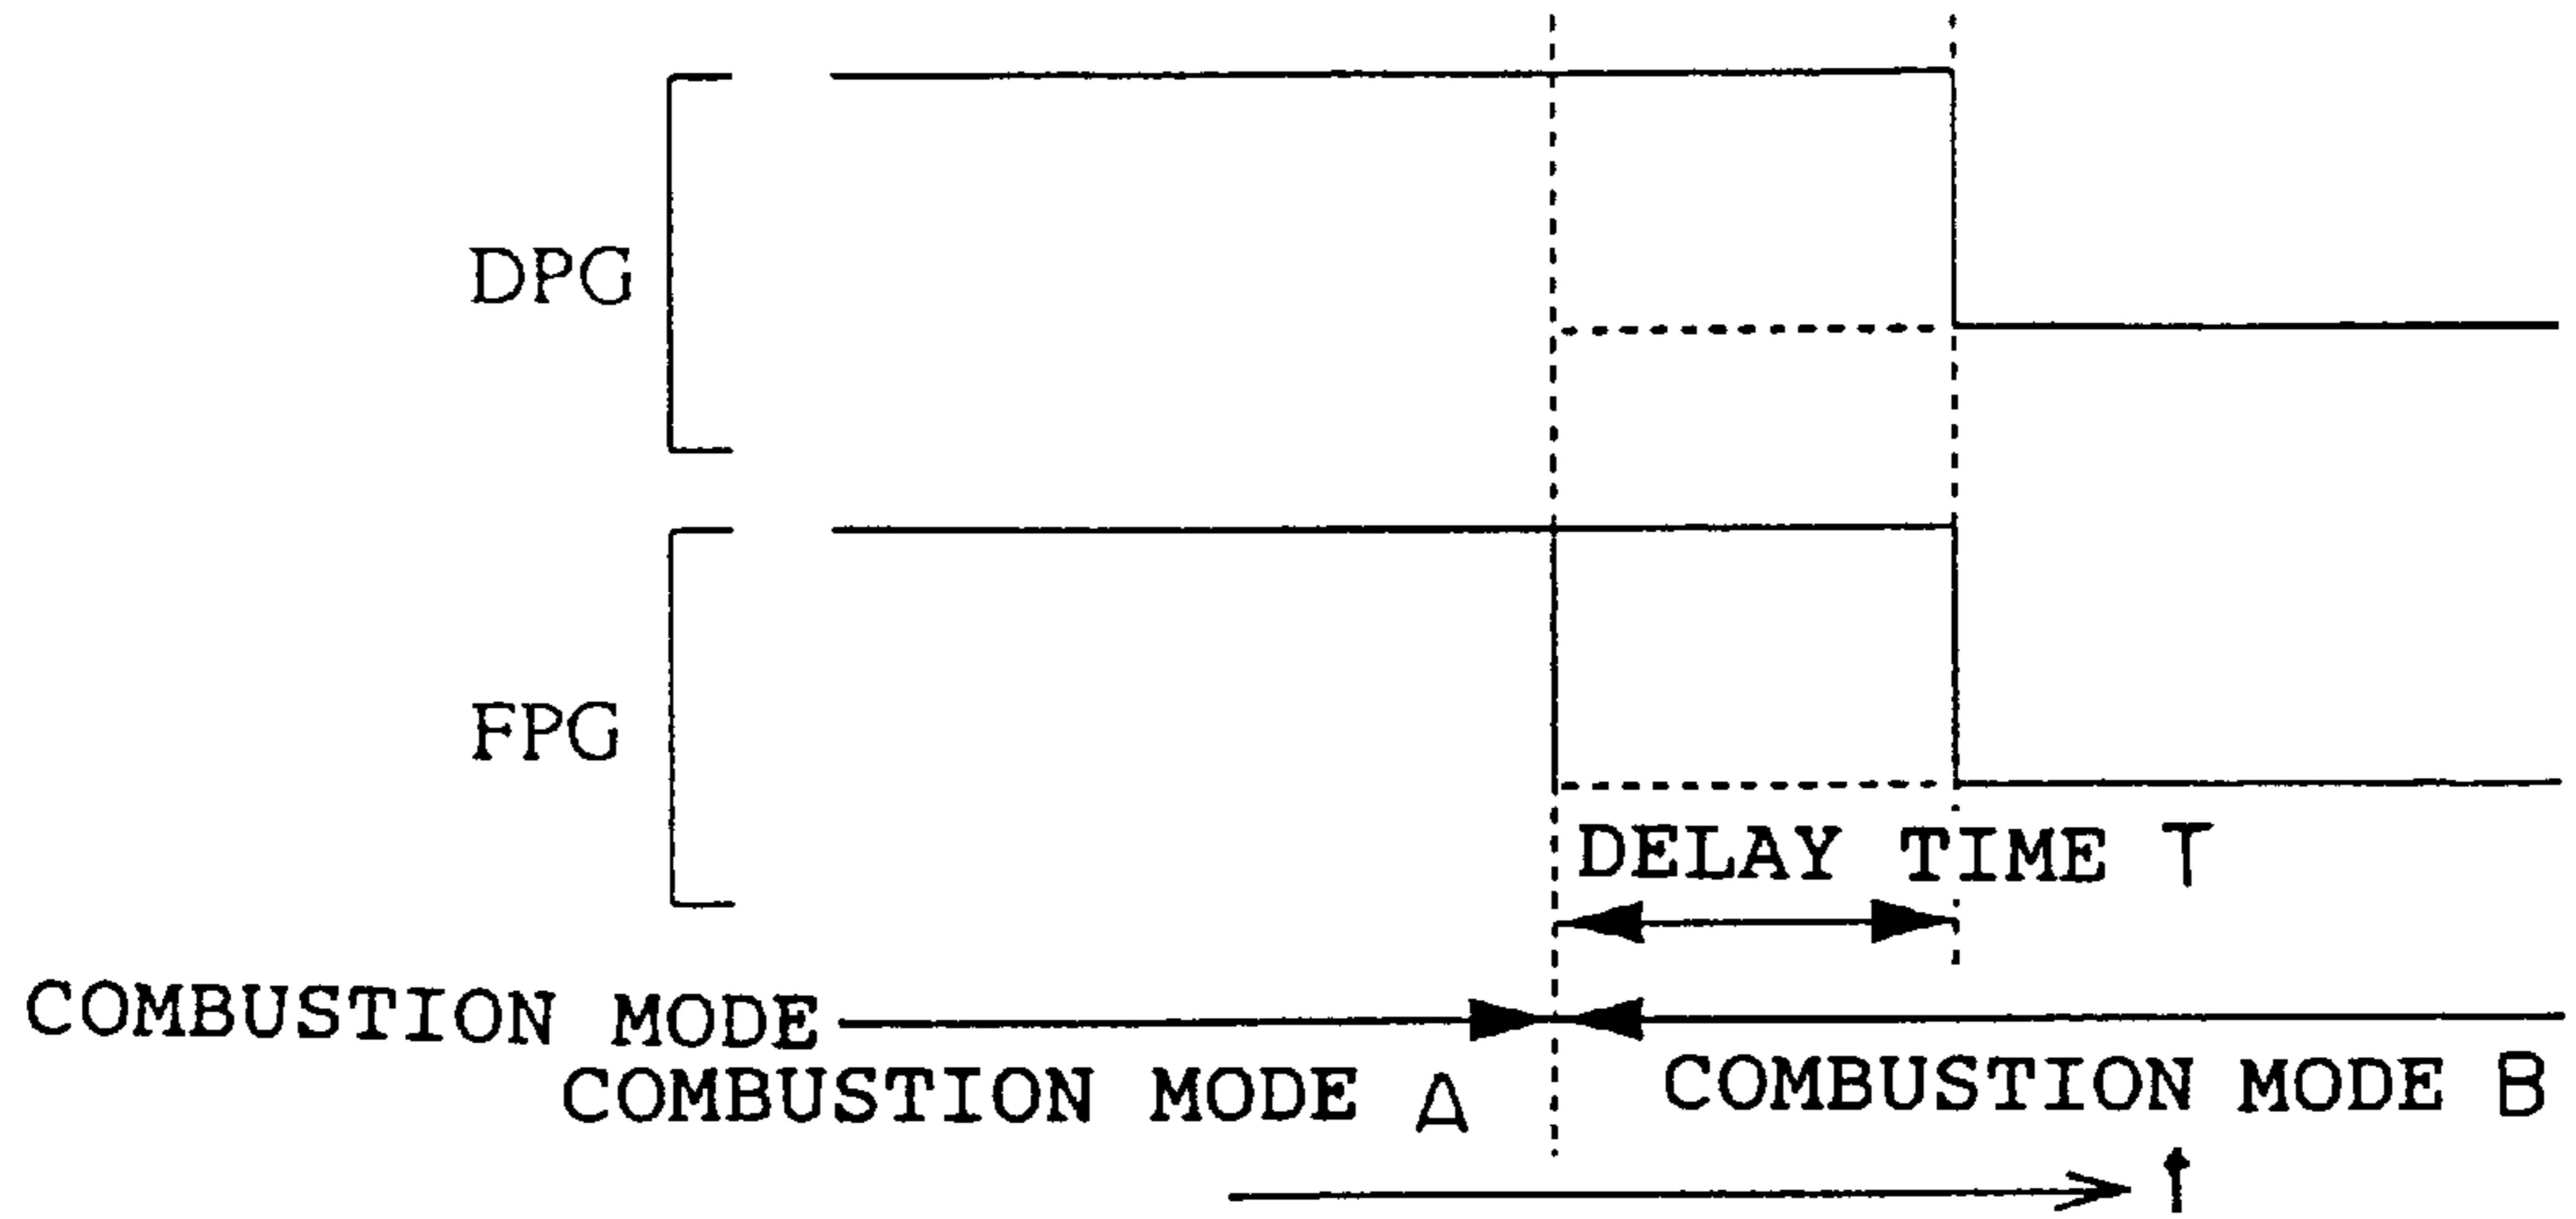 DPG
FPG
DELAY TIME T
COMBUSTION MODE
COMBUSTION MODE A
COMBUSTION MODE B
t